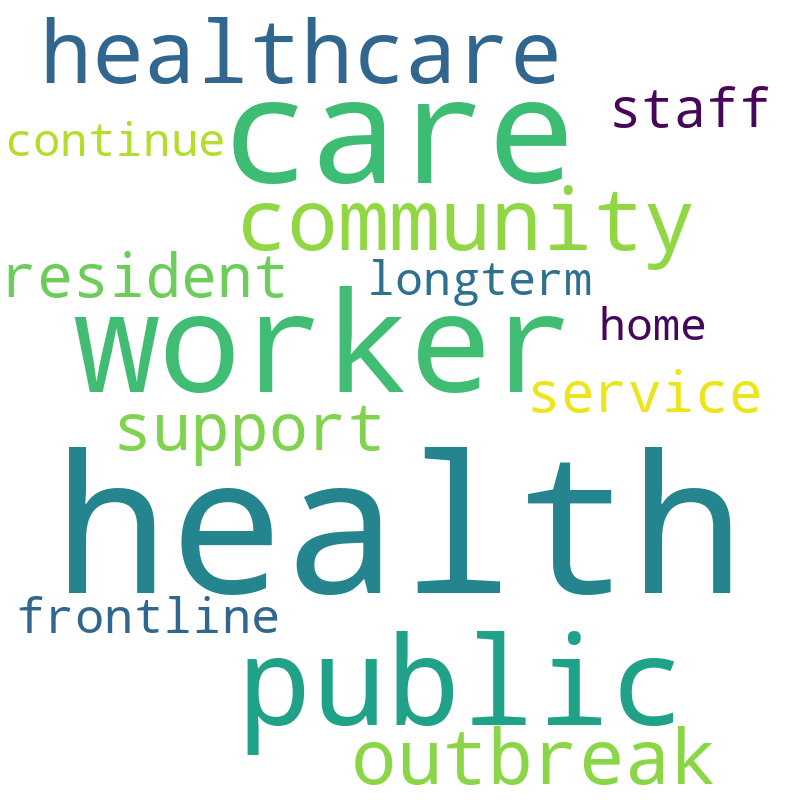 healthcare
care
staff
continue
community
resident
longterm
worker
home
service
support
health
frontline
public
outbreak